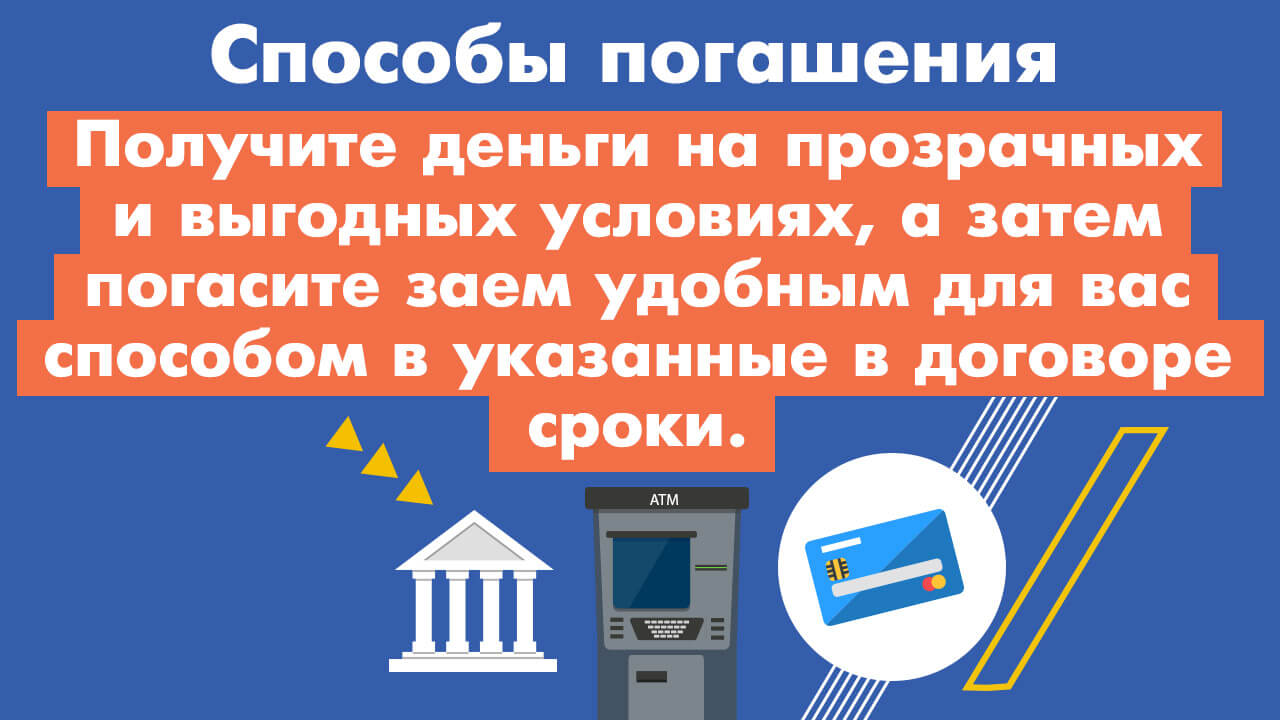 Способы погашения
Получите деньги на прозрачных
и выгодных условиях, а затем
погасите заем удобным для вас
способом в указанные в договоре
сроки.
ATM